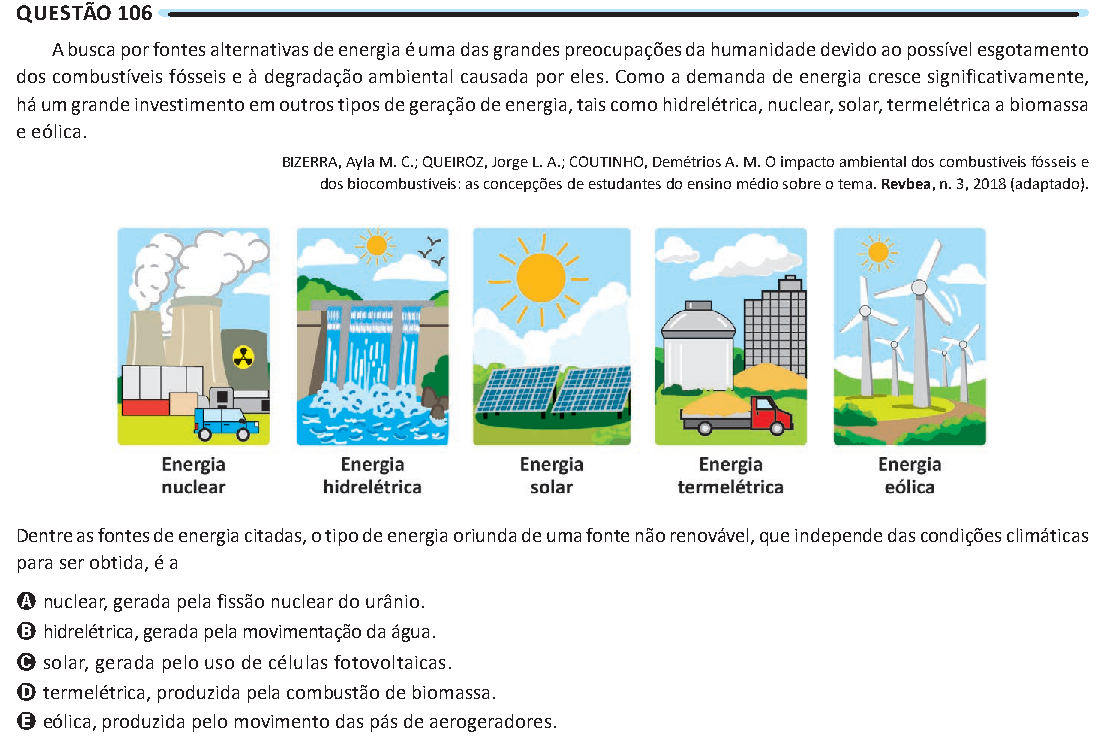 QUESTÃO 106
A busca por fontes alternativas de energia é uma das grandes preocupações da humanidade devido ao possível esgotamento
dos combustíveis fósseis e à degradação ambiental causada por eles. Como a demanda de energia cresce significativamente,
há um grande investimento em outros tipos de geração de energia, tais como hidrelétrica, nuclear, solar, termelétrica a biomassa
e eólica.
BIZERRA, Ayla M. C.; QUEIROZ, Jorge L. A.; COUTINHO, Demétrios A. M. O impacto ambiental dos combustíveis fósseis e
dos biocombustíveis: as concepções de estudantes do ensino médio sobre o tema. Revbea, n. 3, 2018 (adaptado).
Energia
nuclear
Energia
hidrelétrica
Energia
solar
Energia
termelétrica
Energia
eólica
Dentre as fontes de energia citadas, o tipo de energia oriunda de uma fonte não renovável, que independe das condições climáticas
para ser obtida, é a
A nuclear, gerada pela fissão nuclear do urânio.
B hidrelétrica, gerada pela movimentação da água.
C solar, gerada pelo uso de células fotovoltaicas.
D termelétrica, produzida pela combustão de biomassa.
E eólica, produzida pelo movimento das pás de aerogeradores.